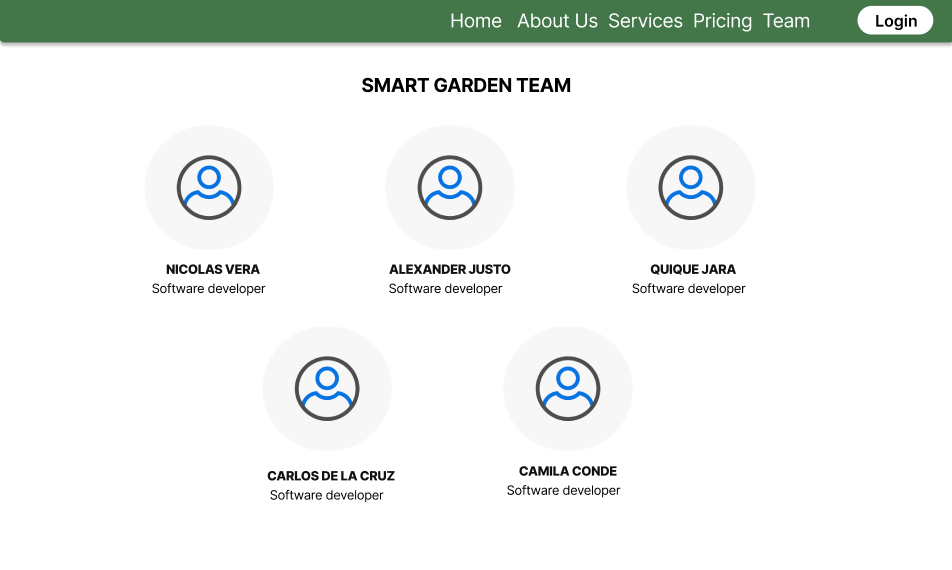 Home About Us Services Pricing Team Login
SMART GARDEN TEAM
NICOLAS VERA
Software developer
ALEXANDER JUSTO
Software developer
QUIQUE JARA
Software developer
CARLOS DE LA CRUZ
Software developer
CAMILA CONDE
Software developer